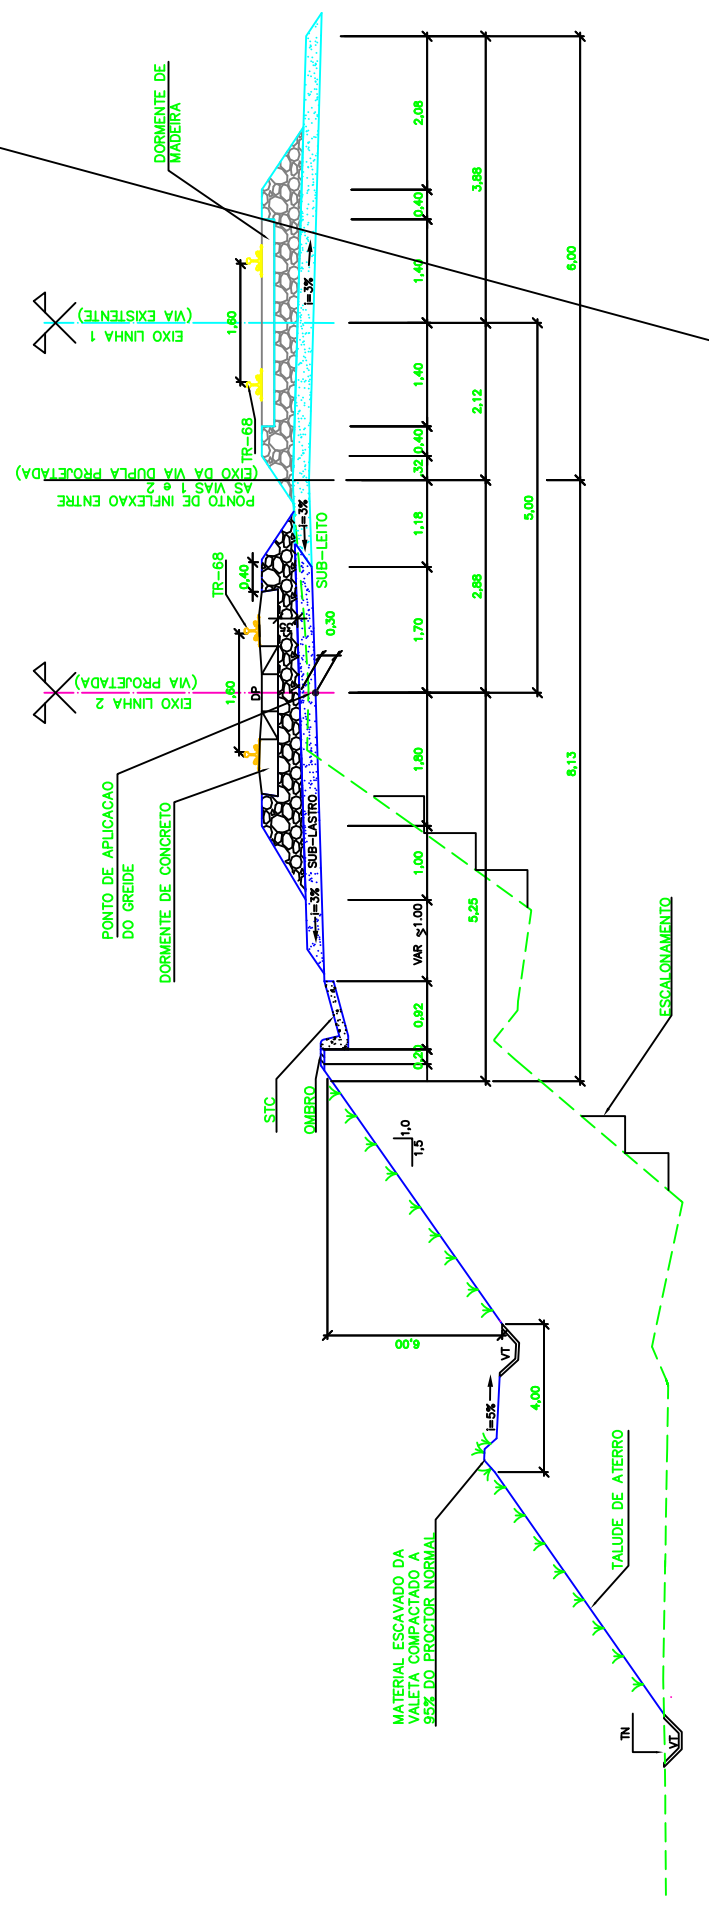 DORMENTE DE
MADEIRA
2,08
0,40
3,88
1,40
6,00
i=3%
1,60
EIXO LINHA 1
(VIA EXISTENTE)
TR-68
1,40
2,12
0,40
,32
PONTO DE INFLEXAO ENTRE
AS VIAS 1 e 2
(EIXO DA VIA DUPLA PROJETADA)
i=3%
SUB-LEITO
1,18
5,00
TR-68
0,40
0,30
1,70
2,88
EIXO LINHA 2
(VIA PROJETADA)
1,60
DP
PONTO DE APLICACAO
DO GREIDE
DORMENTE DE CONCRETO
SUB-LASTRO
i=3%
1,80
8,13
1,00
5,25
VAR ≥1.00
0,92
0,20
STC
OMBRO
ESCALONAMENTO
1,0
1,5
6,00
VT
i=5%
4,00
MATERIAL ESCAVADO DA
VALETA COMPACTADO A
95% DO PROCTOR NORMAL
TALUDE DE ATERRO
TN
VT